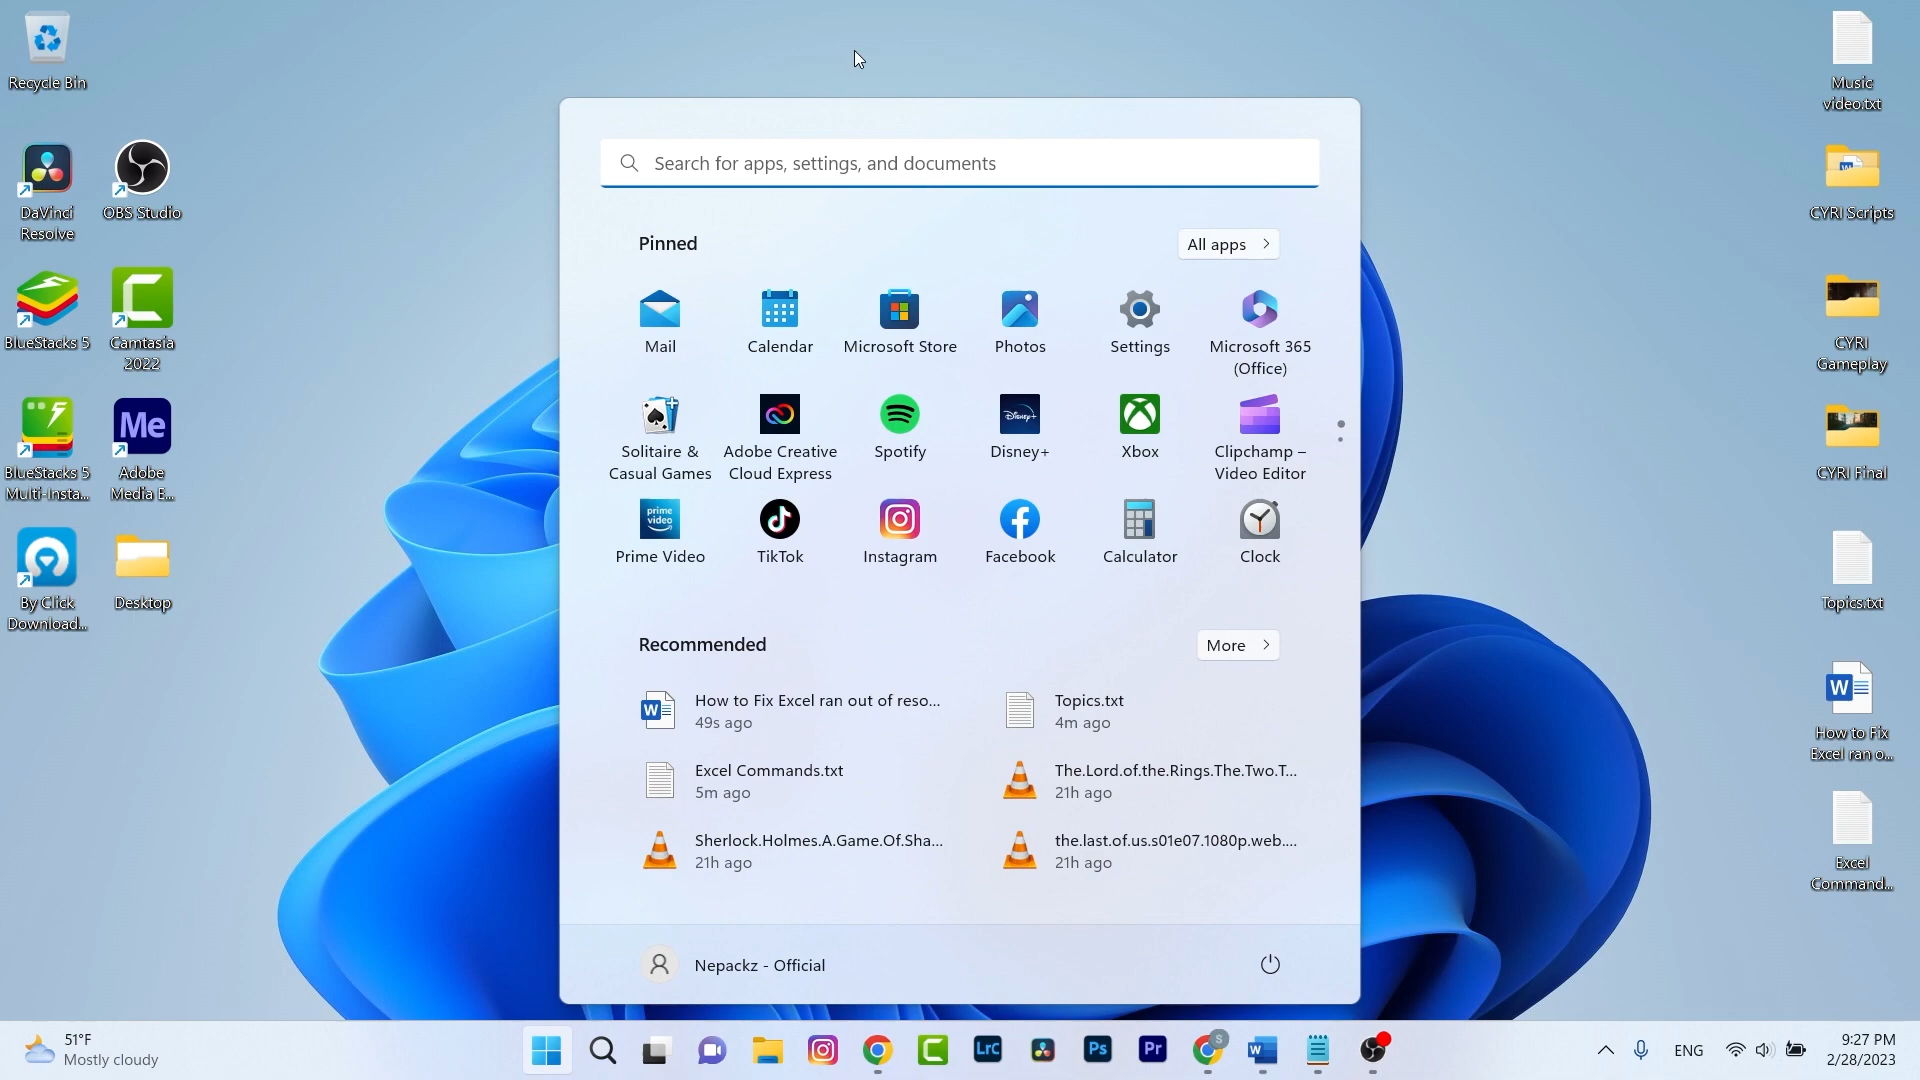 Recycle Bin
DaVinci
Resolve
OBS Studio
BlueStacks 5
Camtasia
2022
BlueStacks 5
Multi-Insta...
Me
Adobe
Media E...
By Click
Download...
Desktop
Search for apps, settings, and documents
Pinned
All apps
Mail
Calendar
Microsoft Store
Photos
Settings
Microsoft 365
(Office)
Disney+
Solitaire &
Casual Games
Adobe Creative
Cloud Express
Spotify
Disney+
Xbox
Clipchamp –
Video Editor
prime
video
Prime Video
TikTok
Instagram
Facebook
Calculator
Clock
Recommended
More
W
How to Fix Excel ran out of reso...
49s ago
Topics.txt
4m ago
Excel Commands.txt
5m ago
The.Lord.of.the.Rings.The.Two.T...
21h ago
Sherlock.Holmes.A.Game.Of.Sha...
21h ago
the.last.of.us.s01e07.1080p.web....
21h ago
Nepackz - Official
Music
video.txt
CYRI Scripts
CYRI
Gameplay
CYRI Final
Topics.txt
W
How to Fix
Excel ran o...
Excel
Command...
51°F
Mostly cloudy
LrC
Ps
Pr
S
W
ENG
9:27 PM
2/28/2023